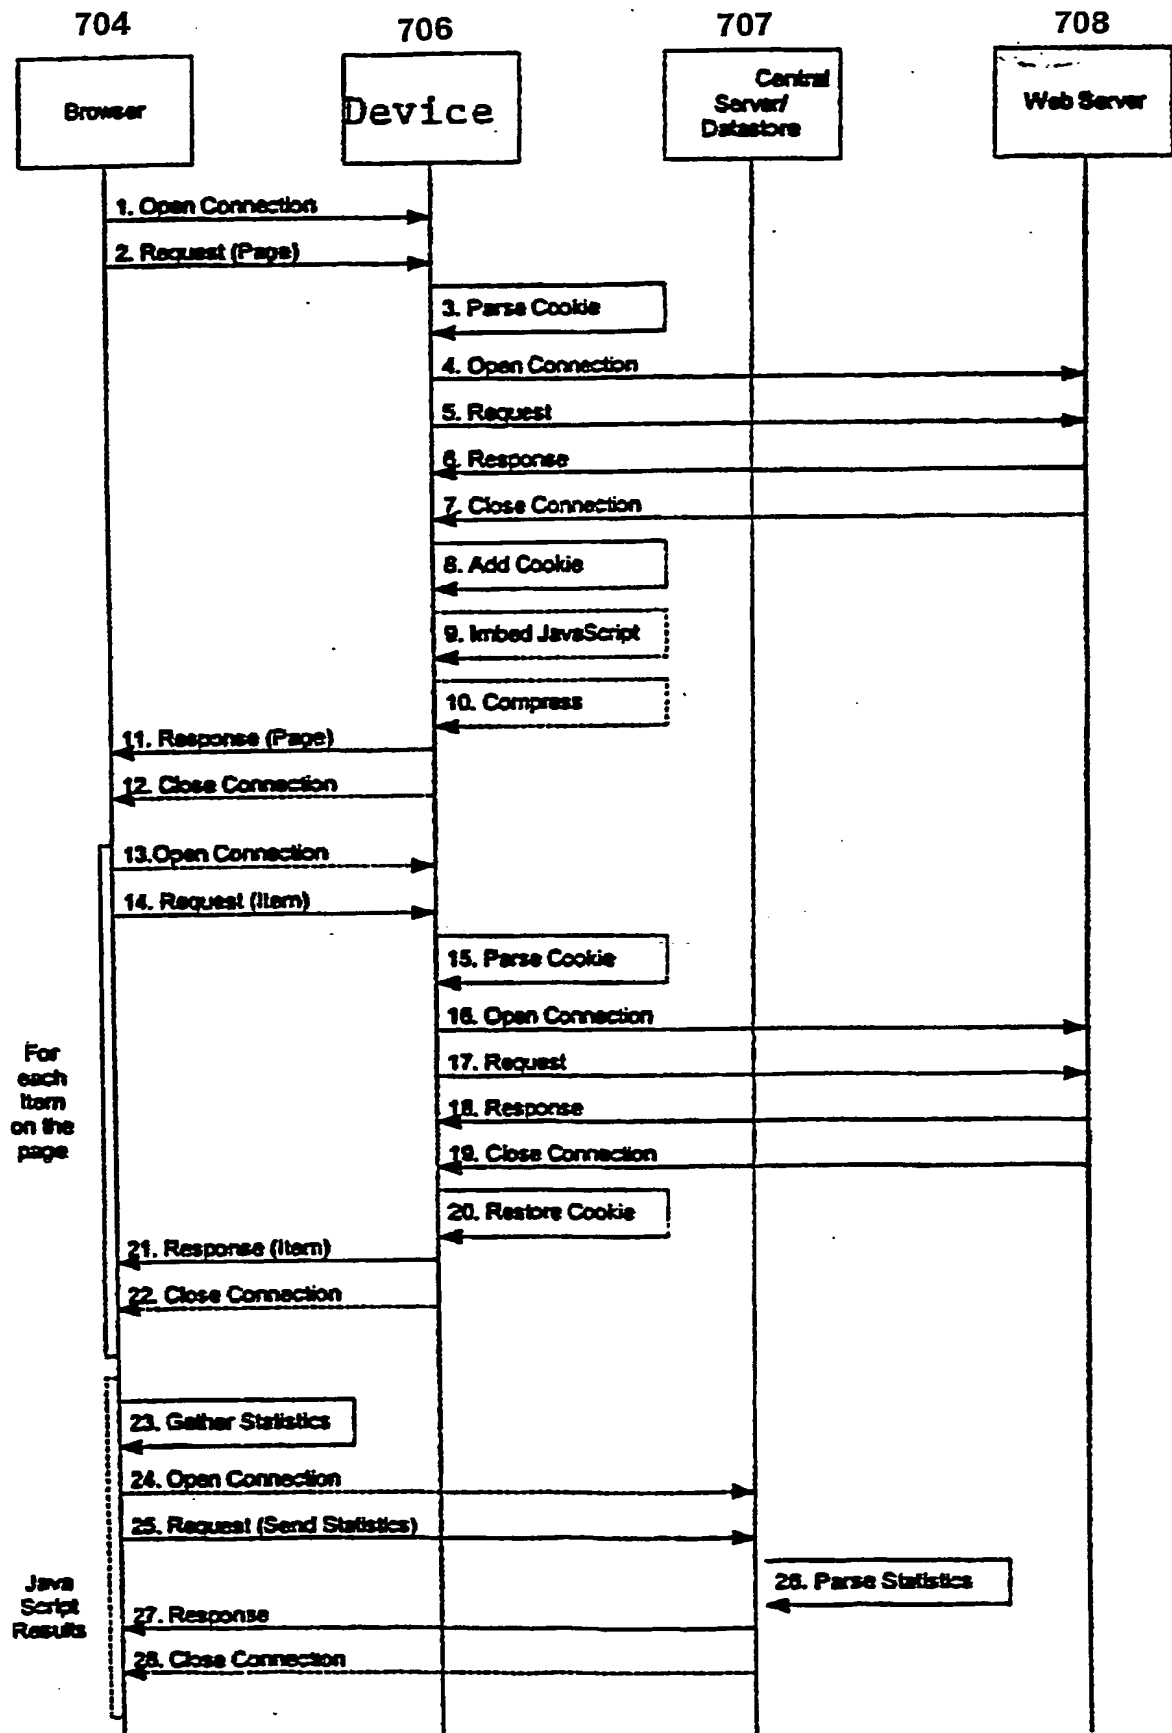 704
706
707
708
Browser
Device
Central
Server/
Datastore
Web Server
1. Open Connection
2. Request (Page)
3. Parse Cookie
4. Open Connection
5. Request
6. Response
7. Close Connection
8. Add Cookie
9. Imbed JavaScript
10. Compress
11. Response (Page)
12. Close Connection
13.Open Connection
14. Request (Item)
15. Parse Cookie
16. Open Connection
17. Request
18. Response
19. Close Connection
20. Restore Cookie
21. Response (Item)
22. Close Connection
For
each
Item
on the
page
23. Gather Statistics
24. Open Connection
25. Request (Send Statistics)
26. Parse Statistics
27. Response
28. Close Connection
Java
Script
Results